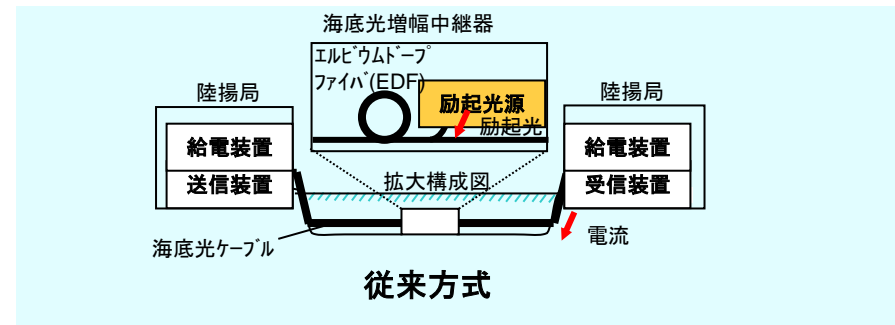 海底光増幅中継器
ｴﾙﾋﾞｳﾑﾄﾞｰﾌﾟ
ﾌｧｲﾊﾞ(EDF)
励起光源
励起光
陸揚局
給電装置
送信装置
陸揚局
給電装置
受信装置
拡大構成図
海底光ｹｰﾌﾞﾙ
電流
従来方式